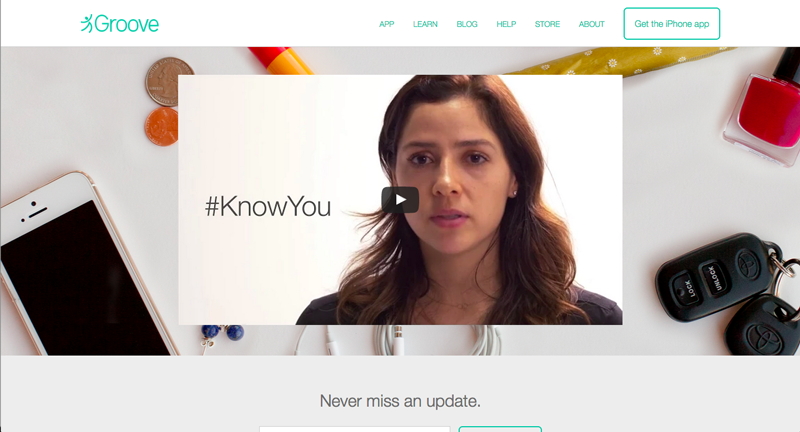 Groove
APP LEARN BLOG HELP STORE ABOUT Get the iPhone app
#KnowYou
LOCK
UNLOCK
Never miss an update.